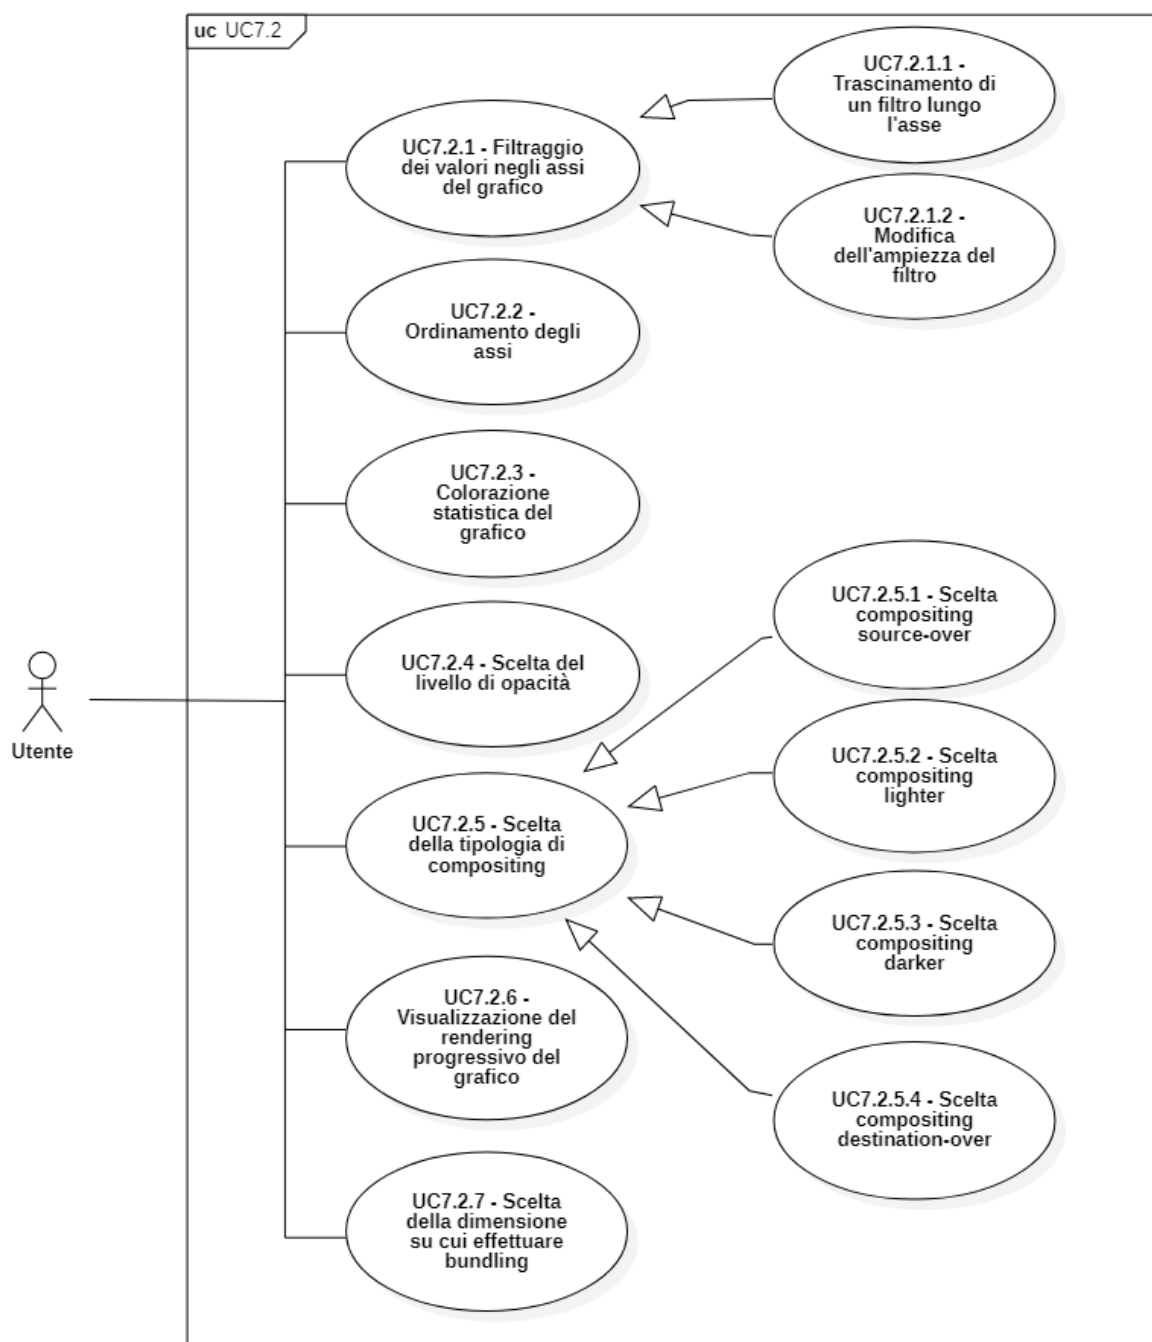 uc UC7.2
UC7.2.1.1 -
Trascinamento di
un filtro lungo
l'asse
UC7.2.1 - Filtraggio
dei valori negli assi
del grafico
UC7.2.1.2 -
Modifica
dell'ampiezza del
filtro
UC7.2.2 -
Ordinamento degli
assi
UC7.2.3 -
Colorazione
statistica del
grafico
UC7.2.5.1 - Scelta
compositing
source-over
UC7.2.4 - Scelta del
livello di opacità
Utente
UC7.2.5.2 - Scelta
compositing
lighter
UC7.2.5 - Scelta
della tipologia di
compositing
UC7.2.5.3 - Scelta
compositing
darker
UC7.2.6 -
Visualizzazione del
rendering
progressivo del
grafico
UC7.2.5.4 - Scelta
compositing
destination-over
UC7.2.7 - Scelta
della dimensione
su cui effettuare
bundling